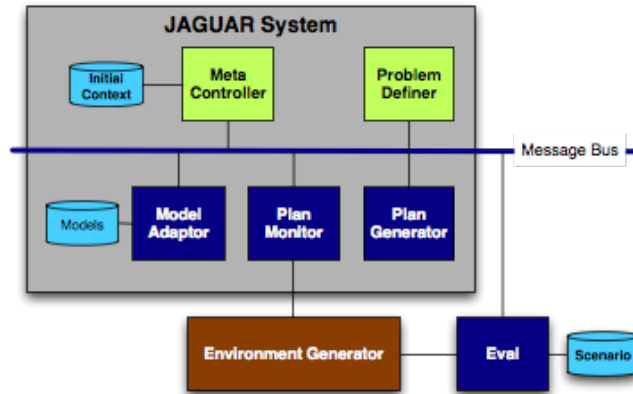 JAGUAR System
Initial
Context
Meta
Controller
Problem
Definer
Message Bus
Models
Model
Adaptor
Plan
Monitor
Plan
Generator
Environment Generator
Eval
Scenario